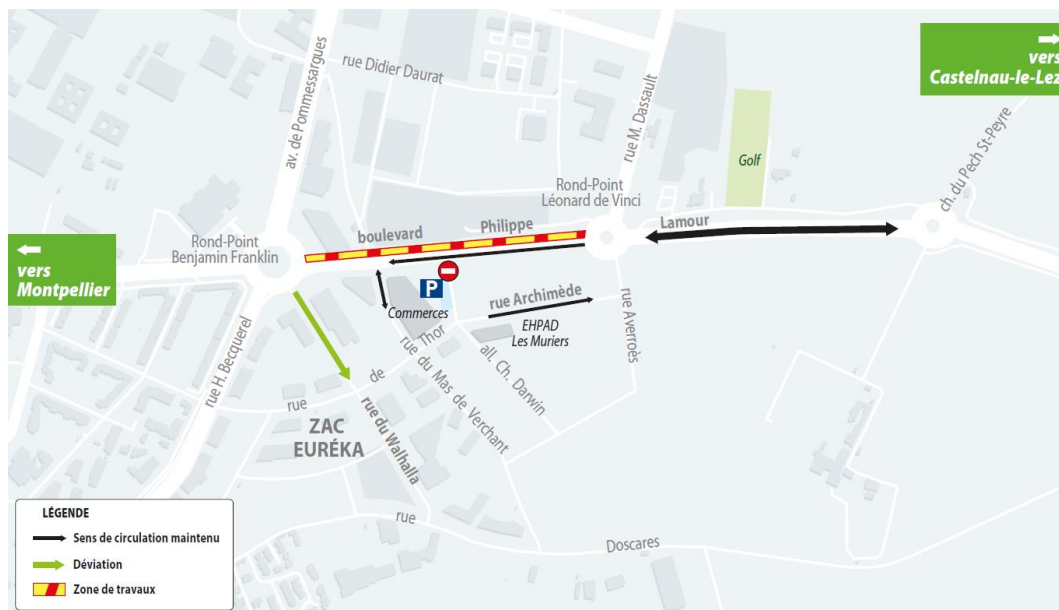 rue Didier Daurat
av. de Pommessargues
rue M. Dassault
vers
Castelnau-le-Lez
ch. du Pech St-Peyre
Golf
Rond-Point
Léonard de Vinci
Rond-Point
Benjamin Franklin
boulevard Philippe Lamour
vers
Montpellier
P
Commerces
rue Archimède
EHPAD
Les Muriers
rue Averroès
rue H. Becquerel
rue de Thor
rue du Mas de Verchant
all. Ch. Darwin
rue du Walhalla
ZAC
EURÉKA
rue Doscares
LÉGENDE
Sens de circulation maintenu
Déviation
Zone de travaux